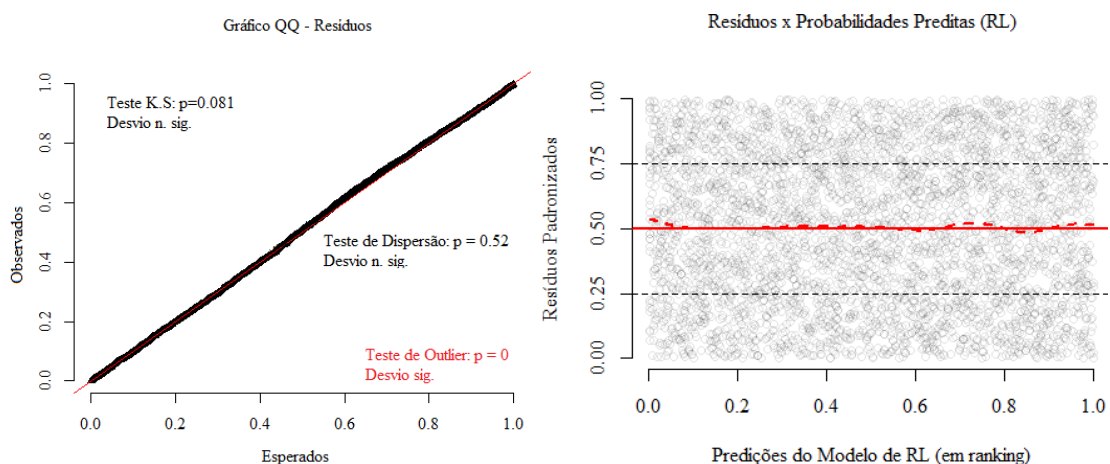 Gráfico QQ - Resíduos
Teste K.S: p=0.081
Desvio n. sig.
Teste de Dispersão: p = 0.52
Desvio n. sig.
Teste de Outlier: p = 0
Desvio sig.
Observados
0.0
0.2
0.4
0.6
0.8
1.0
0.0 0.2 0.4 0.6 0.8 1.0
Esperados
Resíduos x Probabilidades Preditas (RL)
Resíduos Padronizados
0.00
0.25
0.50
0.75
1.00
0.0 0.2 0.4 0.6 0.8 1.0
Predições do Modelo de RL (em ranking)